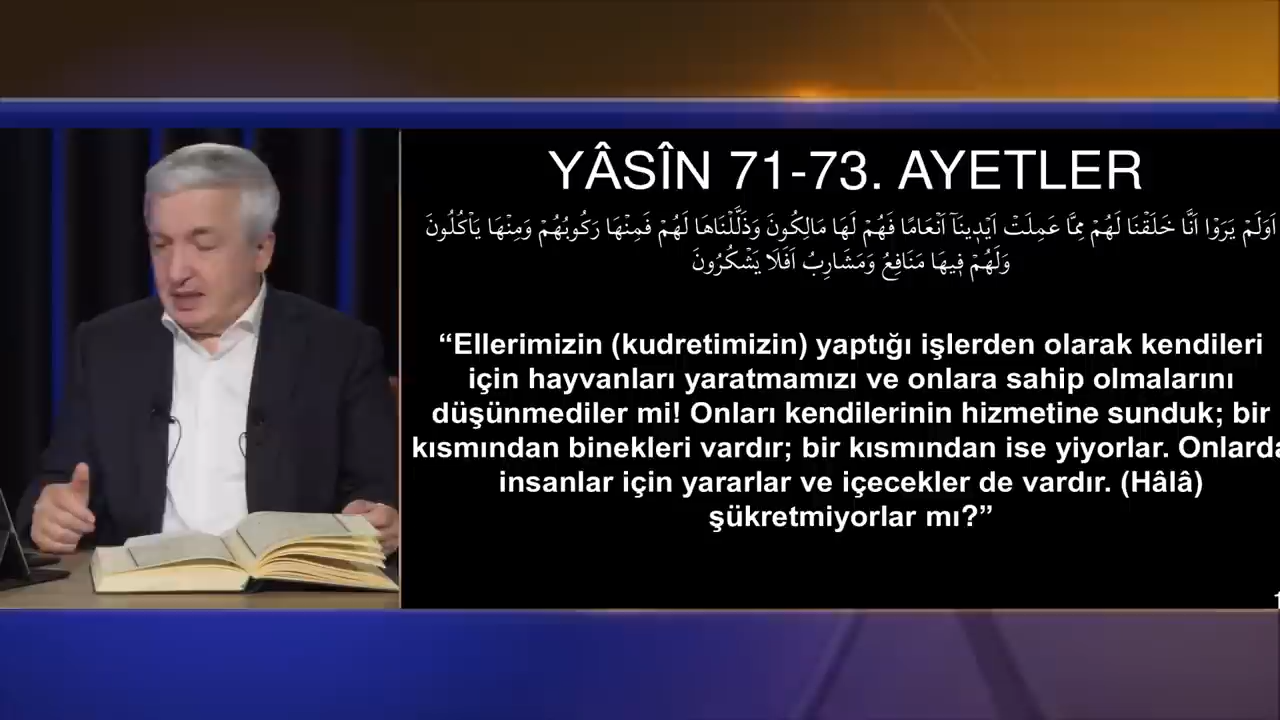 YÂSÎN 71-73. AYETLER
اَوَلَمْ يَرَوْا اَنَّا خَلَقْنَا لَهُمْ مِمَّا عَمِلَتْ اَيْدٖينَٓا اَنْعَامًا فَهُمْ لَهَا مَالِكُونَ وَذَلَّلْنَاهَا لَهُمْ فَمِنْهَا رَكُوبُهُمْ وَمِنْهَا يَاْكُلُونَ
وَلَهُمْ فٖيهَا مَنَافِعُ وَمَشَارِبُ اَفَلَا يَشْكُرُونَ
“Ellerimizin (kudretimizin) yaptığı işlerden olarak kendileri
için hayvanları yaratmamızı ve onlara sahip olmalarını
düşünmediler mi! Onları kendilerinin hizmetine sunduk; bir
kısmından binekleri vardır; bir kısmından ise yiyorlar. Onlarda
insanlar için yararlar ve içecekler de vardır. (Hâlâ)
şükretmiyorlar mı?”